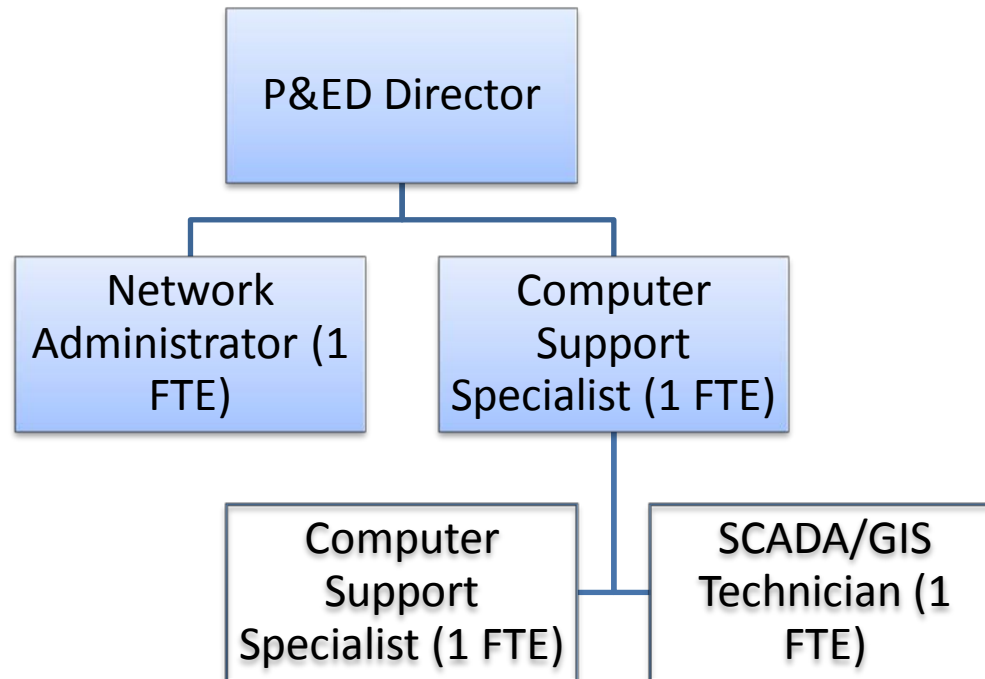 P&ED Director
Network
Administrator (1
FTE)
Computer
Support
Specialist (1 FTE)
Computer
Support
Specialist (1 FTE)
SCADA/GIS
Technician (1
FTE)